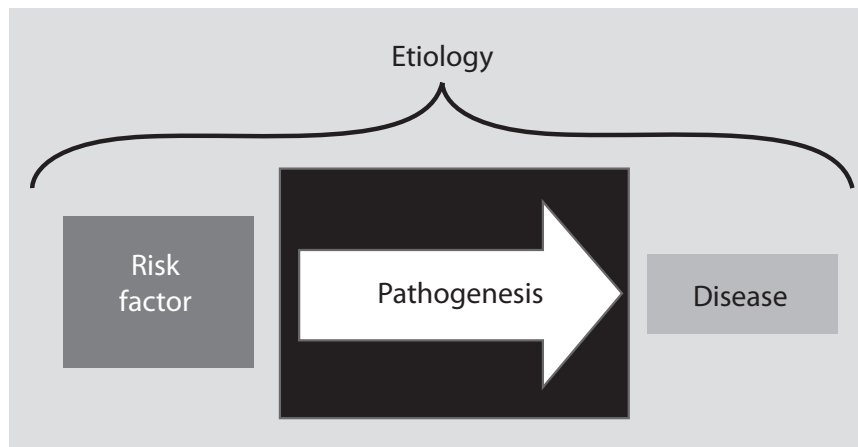 Etiology
Risk
factor
Pathogenesis
Disease